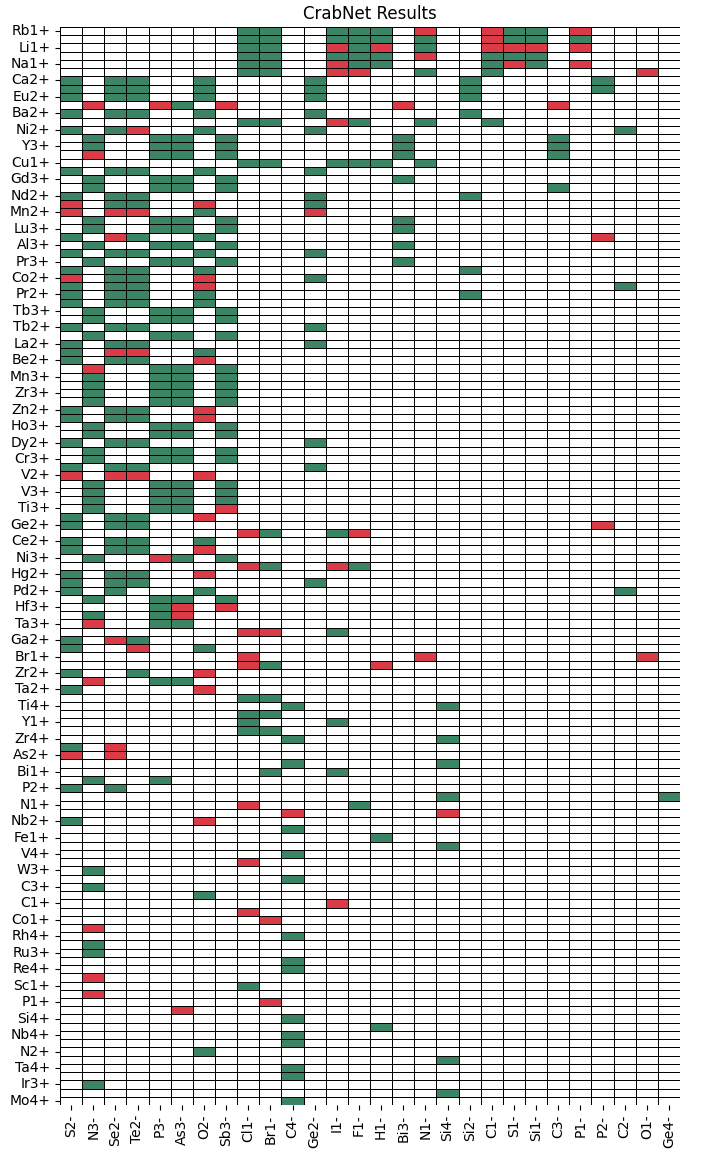 CrabNet Results
Rb1+
Li1+
Na1+
Ca2+
Eu2+
Ba2+
Ni2+
Y3+
Cu1+
Gd3+
Nd2+
Mn2+
Lu3+
Al3+
Pr3+
Co2+
Pr2+
Tb3+
Tb2+
La2+
Be2+
Mn3+
Zr3+
Zn2+
Ho3+
Dy2+
Cr3+
V2+
V3+
Ti3+
Ge2+
Ce2+
Ni3+
Hg2+
Pd2+
Hf3+
Ta3+
Ga2+
Br1+
Zr2+
Ta2+
Ti4+
Y1+
Zr4+
As2+
Bi1+
P2+
N1+
Nb2+
Fe1+
V4+
W3+
C3+
C1+
Co1+
Rh4+
Ru3+
Re4+
Sc1+
P1+
Si4+
Nb4+
N2+
Ta4+
Ir3+
Mo4+
S2-
N3-
Se2-
Te2-
P3-
As3-
O2-
Sb3-
Cl1-
Br1-
C4-
Ge2-
I1-
F1-
H1-
Bi3-
N1-
Si4-
Si2-
C1-
S1-
Si1-
C3-
P1-
P2-
C2-
O1-
Ge4-